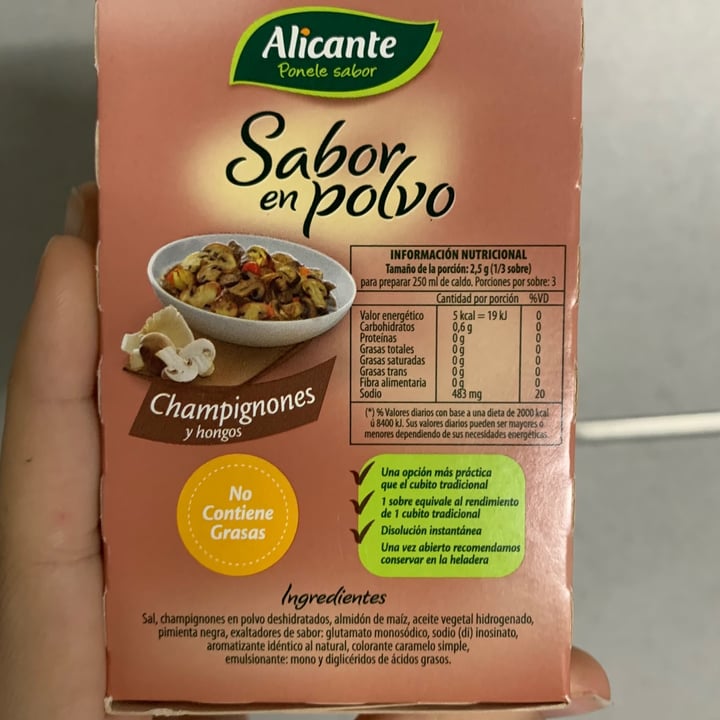 Alicante
Ponele sabor
Sabor
en polvo
INFORMACIÓN NUTRICIONAL
Tamaño de la porción: 2,5 g (1/3 sobre)
para preparar 250 ml de caldo. Porciones por sobre: 3
Cantidad por porción %VD
Valor energético 5 kcal = 19 kJ 0
Carbohidratos 0,6 g 0
Proteínas 0 g 0
Grasas totales 0 g 0
Grasas saturadas 0 g 0
Grasas trans 0 g 0
Fibra alimentaria 0 g 0
Sodio 483 mg 20
(*) % Valores diarios con base a una dieta de 2000 kcal
ú 8400 kJ. Sus valores diarios pueden ser mayores o
menores dependiendo de sus necesidades energéticas.
Champignones
y hongos
No
Contiene
Grasas
Una opción más práctica
que el cubito tradicional
1 sobre equivale al rendimiento
de 1 cubito tradicional
Disolución instantánea
Una vez abierto recomendamos
conservar en la heladera
Ingredientes
Sal, champignones en polvo deshidratados, almidón de maíz, aceite vegetal hidrogenado,
pimienta negra, exaltadores de sabor: glutamato monosódico, sodio (di) inosinato,
aromatizante idéntico al natural, colorante caramelo simple,
emulsionante: mono y diglicéridos de ácidos grasos.